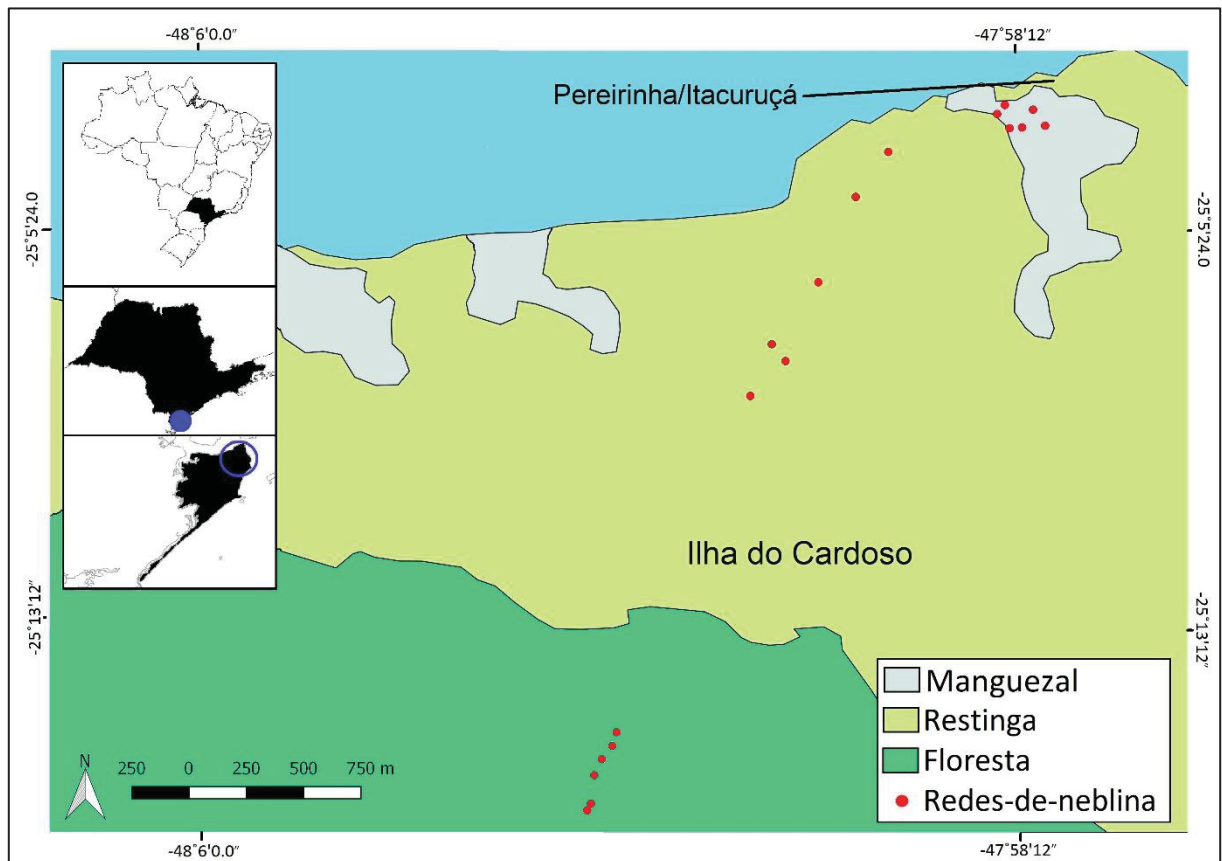 -48°6'0.0″
-47°58'12″
Pereirinha/Itacuruçá
-25°5'24.0
-25°5'24.0
Ilha do Cardoso
-25°13'12″
-25°13'12″
Manguezal
Restinga
Floresta
Redes-de-neblina
N
250 0 250 500 750 m
-48°6'0.0″
-47°58'12″